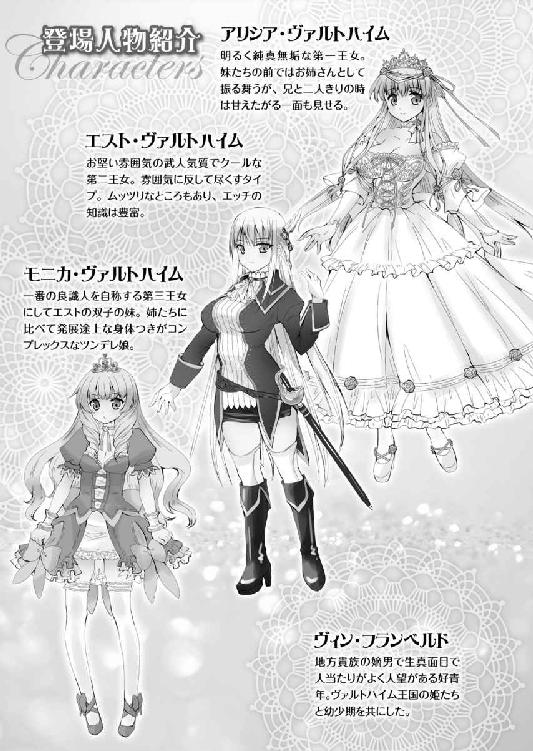 登場人物紹介
Characters
アリシア・ヴァルトハイム
明るく純真無垢な第一王女。
妹たちの前ではお姉さんとして
振る舞うが、兄と二人きりの時
は甘えたがる一面も見せる。
エスト・ヴァルトハイム
お堅い雰囲気の武人気質でクールな
第二王女。雰囲気に反して尽くすタイ
プ。ムッツリなところもあり、エッチの
知識は豊富。
モニカ・ヴァルトハイム
一番の良識人を自称する第三王女
にしてエストの双子の妹。姉たちに
比べて発展途上な身体つきがコン
プレックスなツンデレ娘。
ヴィン・フランベルド
地方貴族の嫡男で生真面目で
人当たりがよく人望がある好青
年。ヴァルトハイム王国の姫たち
と幼少期を共にした。